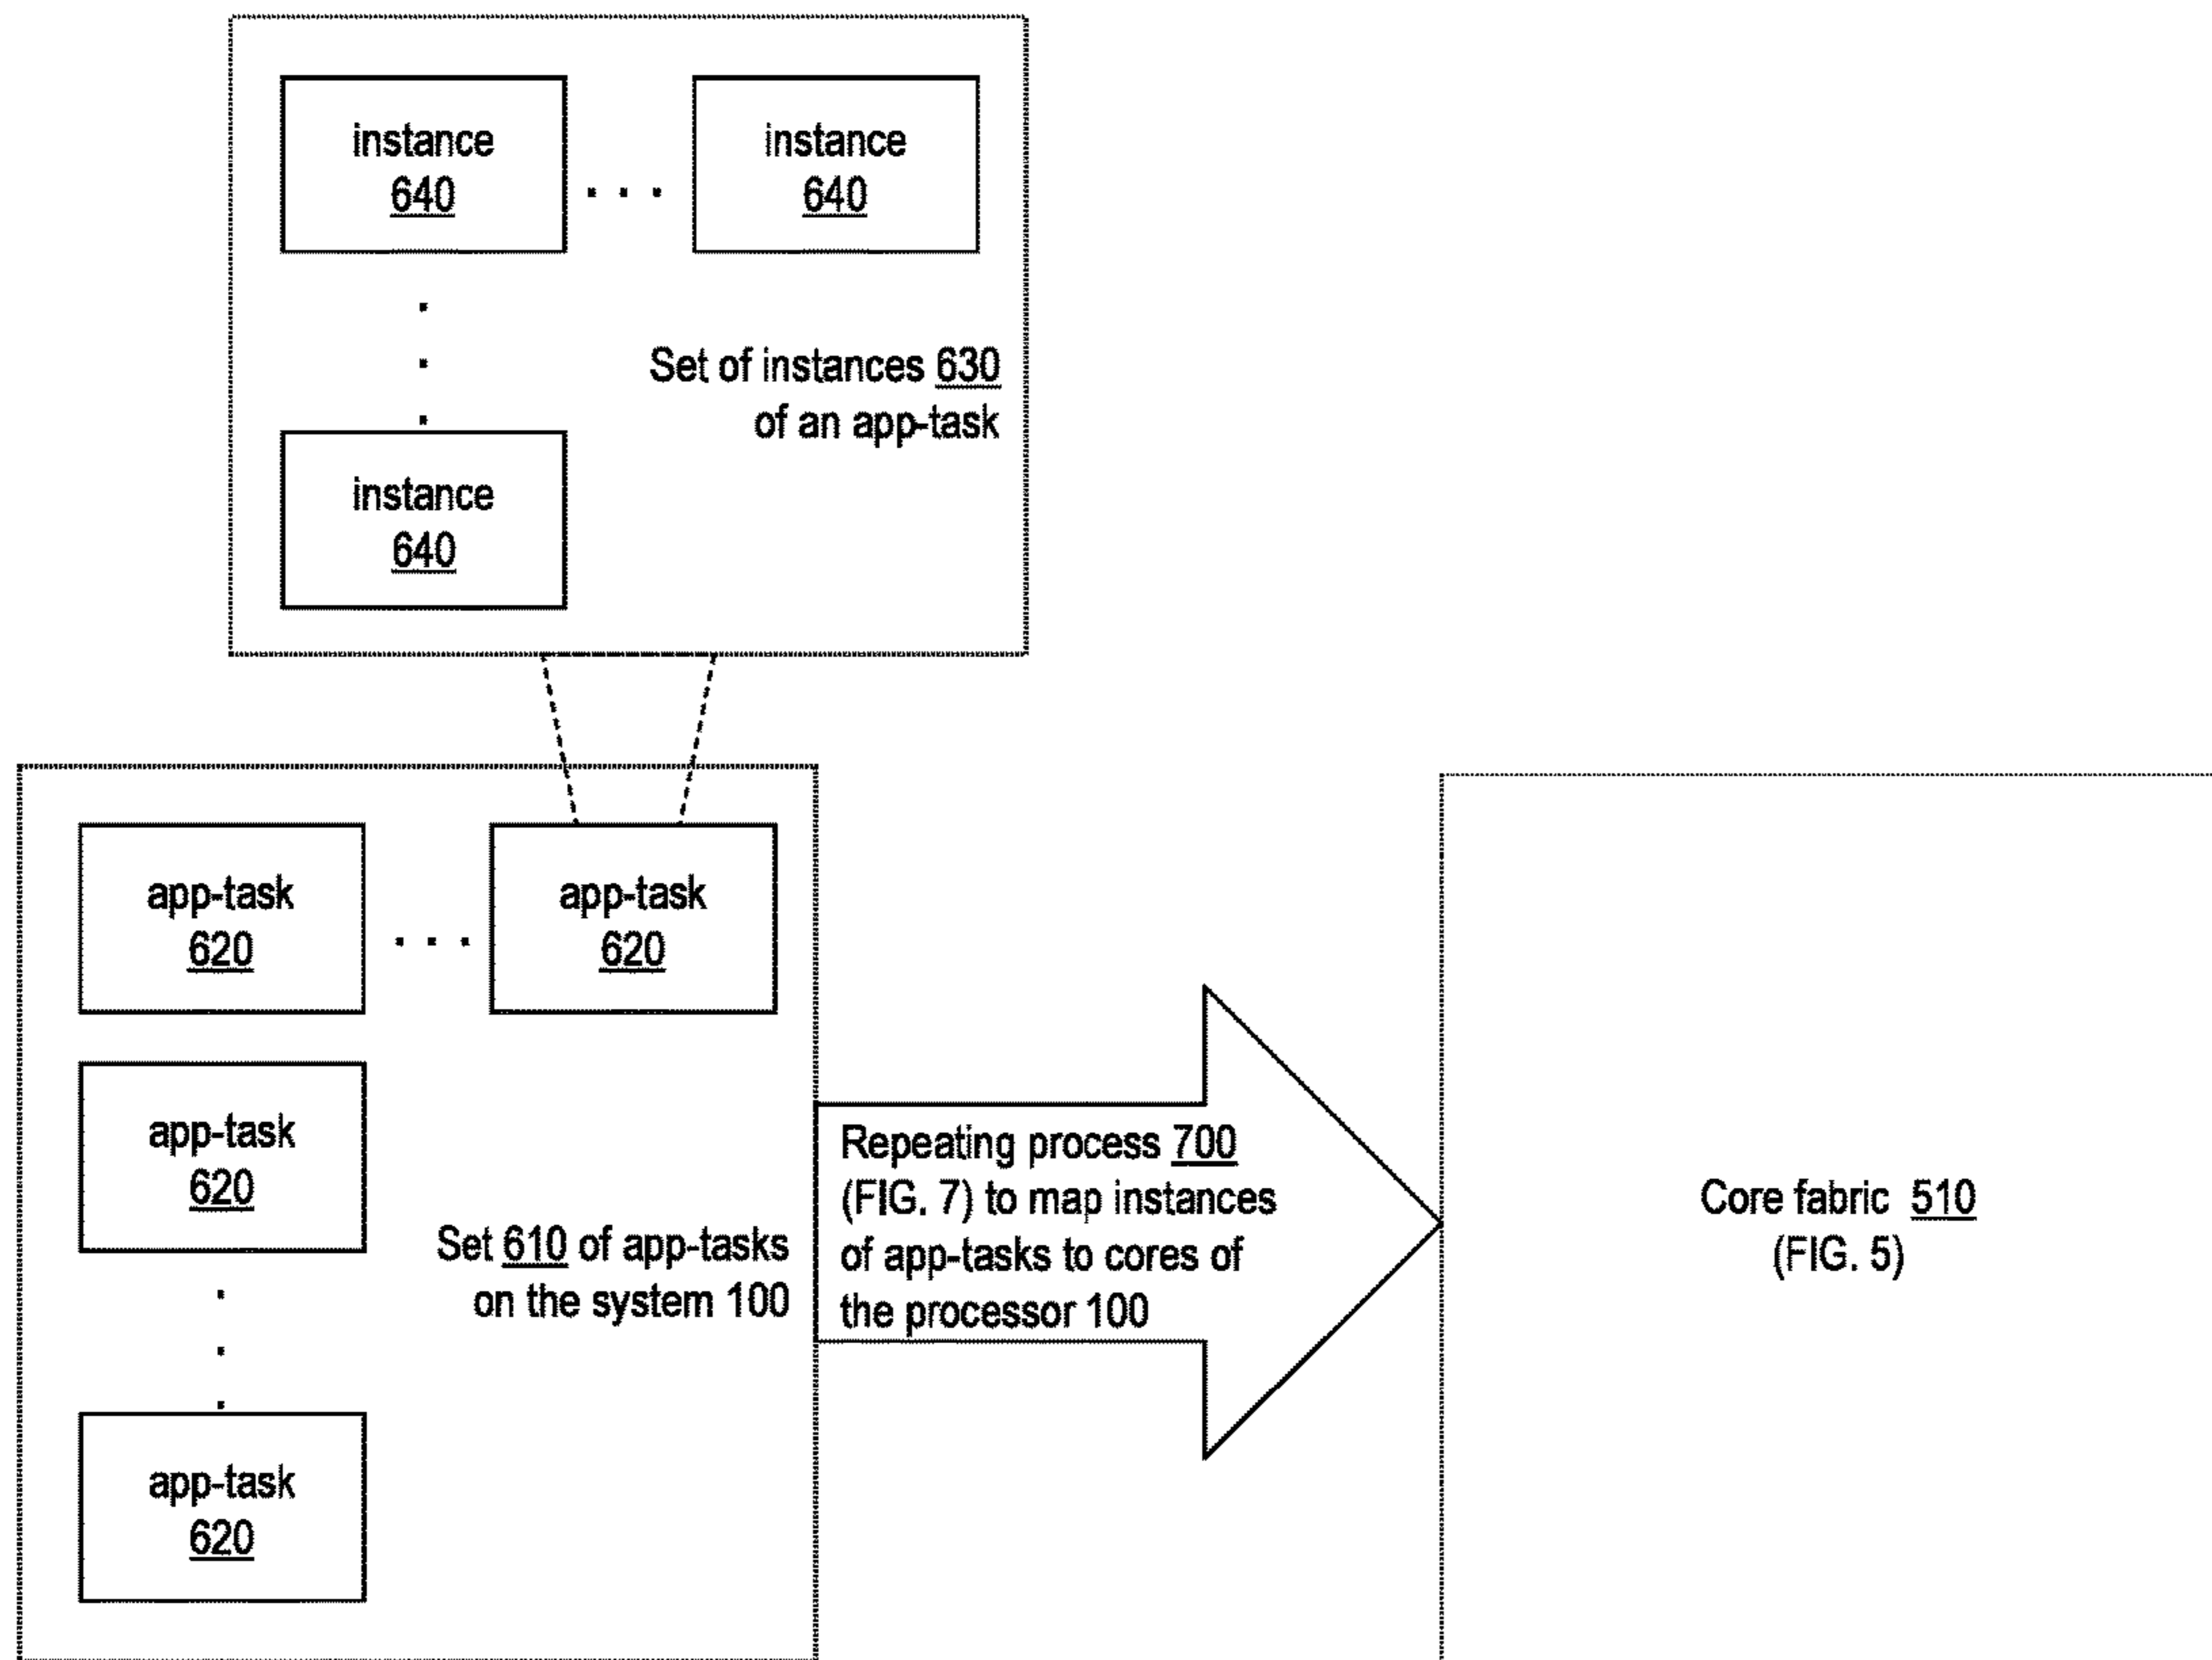 instance
640
. . .
instance
640
.
.
.
Set of instances 630
of an app-task
instance
640
app-task
620
. . .
app-task
620
app-task
620
.
.
.
Set 610 of app-tasks
on the system 100
app-task
620
Repeating process 700
(FIG. 7) to map instances
of app-tasks to cores of
the processor 100
Core fabric 510
(FIG. 5)